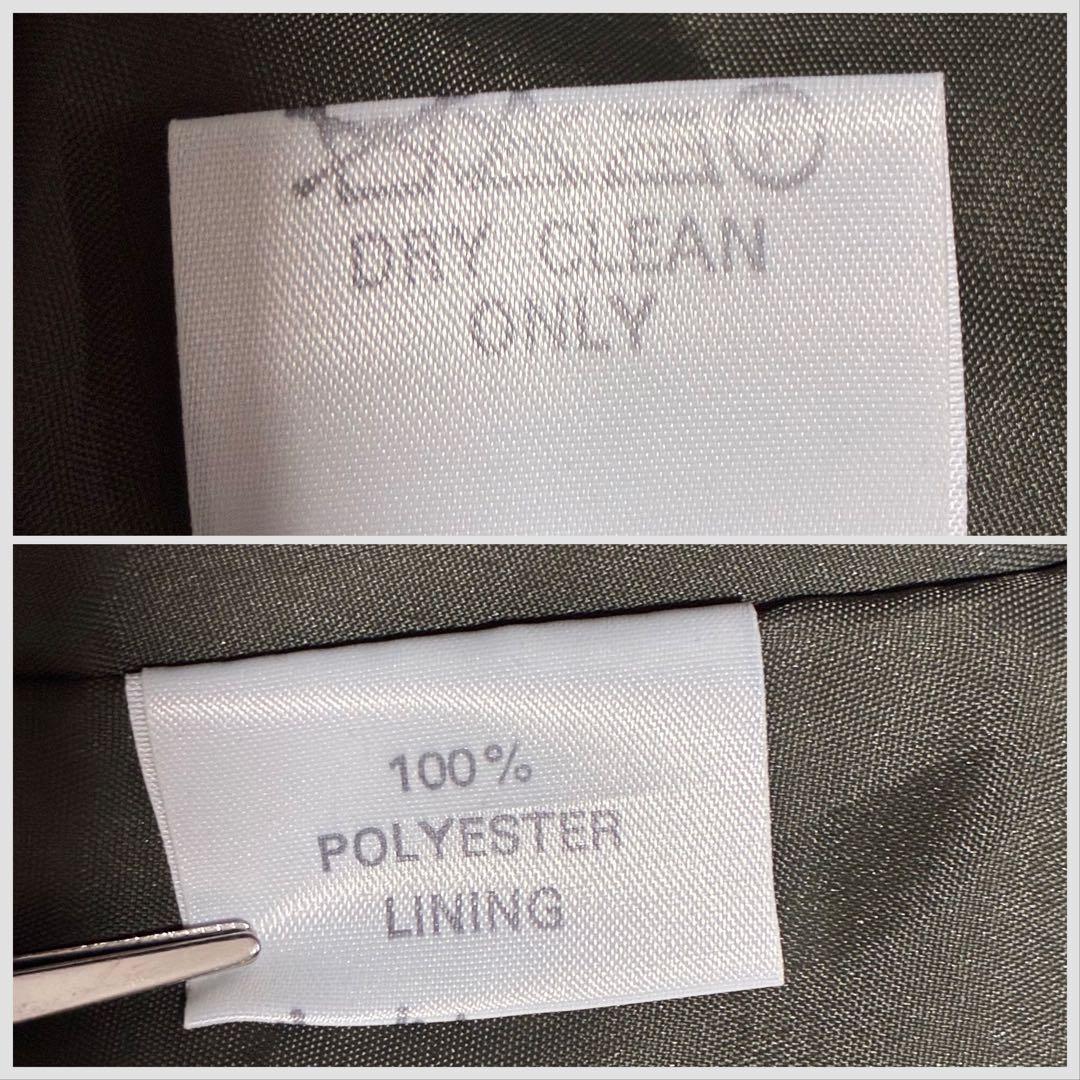 DRY CLEAN
ONLY
100%
POLYESTER
LINING